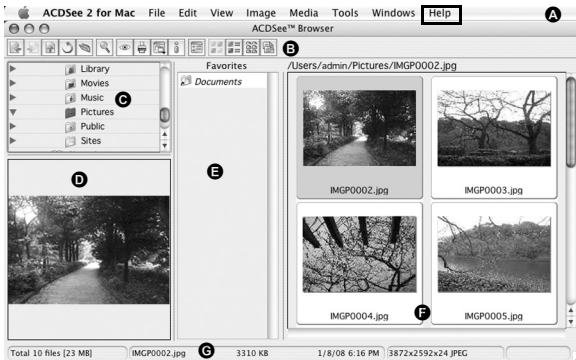 ACDSee 2 for Mac File Edit View Image Media Tools Windows Help A
ACDSee™ Browser
B
Library
Movies
Music
Pictures
Public
Sites
C
D
Favorites
Documents
E
/Users/admin/Pictures/IMGP0002.jpg
IMGP0002.jpg
IMGP0003.jpg
IMGP0004.jpg
IMGP0005.jpg
F
Total 10 files [23 MB] IMGP0002.jpg G 3310 KB 1/8/08 6:16 PM 3872x2592x24 JPEG